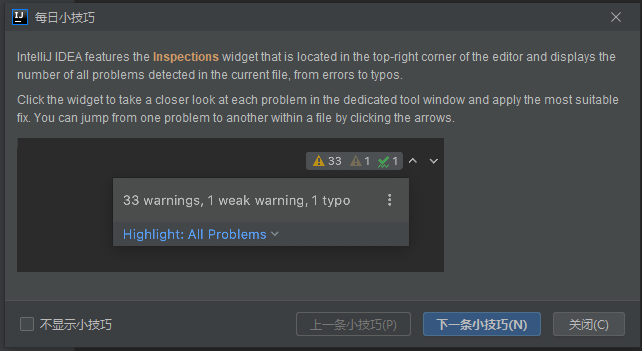 IJ 每日小技巧
IntelliJ IDEA features the Inspections widget that is located in the top-right corner of the editor and displays the
number of all problems detected in the current file, from errors to typos.
Click the widget to take a closer look at each problem in the dedicated tool window and apply the most suitable
fix. You can jump from one problem to another within a file by clicking the arrows.
33 1 1
33 warnings, 1 weak warning, 1 typo
Highlight: All Problems
不显示小技巧 上一条小技巧(P) 下一条小技巧(N) 关闭(C)